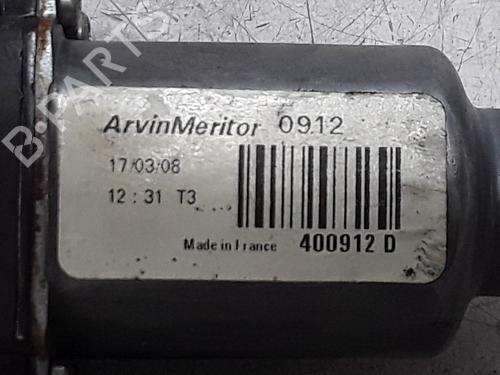 B-PARTS
ArvinMeritor 0912
17/03/08
12 : 31 T3
Made in France 400912 D